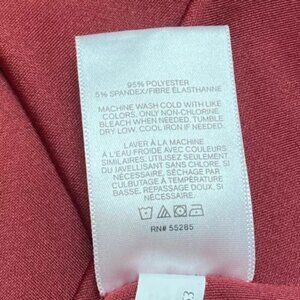 95% POLYESTER
5% SPANDEX/FIBRE ÉLASTHANNE
MACHINE WASH COLD WITH LIKE
COLORS. ONLY NON-CHLORINE
BLEACH WHEN NEEDED. TUMBLE
DRY LOW. COOL IRON IF NEEDED.
LAVER À LA MACHINE
À L'EAU FROIDE AVEC COULEURS
SIMILAIRES. UTILISEZ SEULEMENT
DU JAVELLISANT SANS CHLORE, SI
NÉCESSAIRE. SÉCHAGE PAR
CULBUTAGE À TEMPÉRATURE
BASSE. REPASSAGE DOUX, SI
NÉCESSAIRE.
RN# 55285